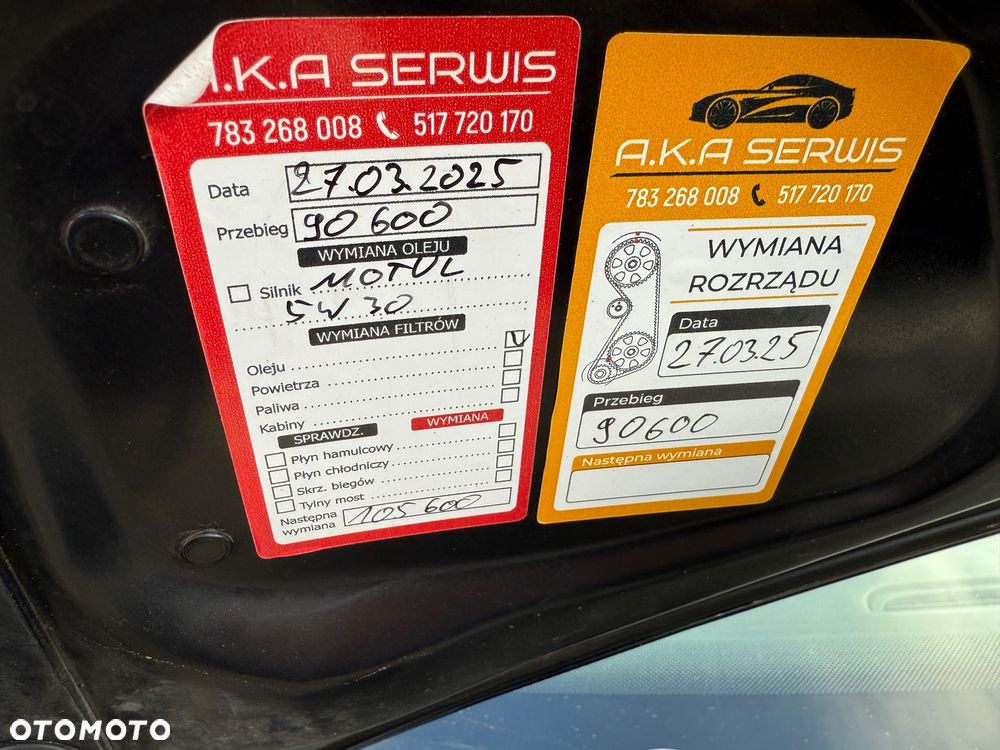 A.K.A SERWIS
783 268 008 517 720 170
Data 27.03.2025
Przebieg 90 600
WYMIANA OLEJU
Silnik MOTUL
5W30
WYMIANA FILTRÓW
Oleju
Powietrza
Paliwa
Kabiny
SPRAWDZ. WYMIANA
Płyn hamulcowy
Płyn chłodniczy
Skrz. biegów
Tylny most
Następna wymiana 105 600
A.K.A SERWIS
783 268 008 517 720 170
WYMIANA
ROZRZĄDU
Data
27.03.25
Przebieg
90600
Następna wymiana
OTOMOTO